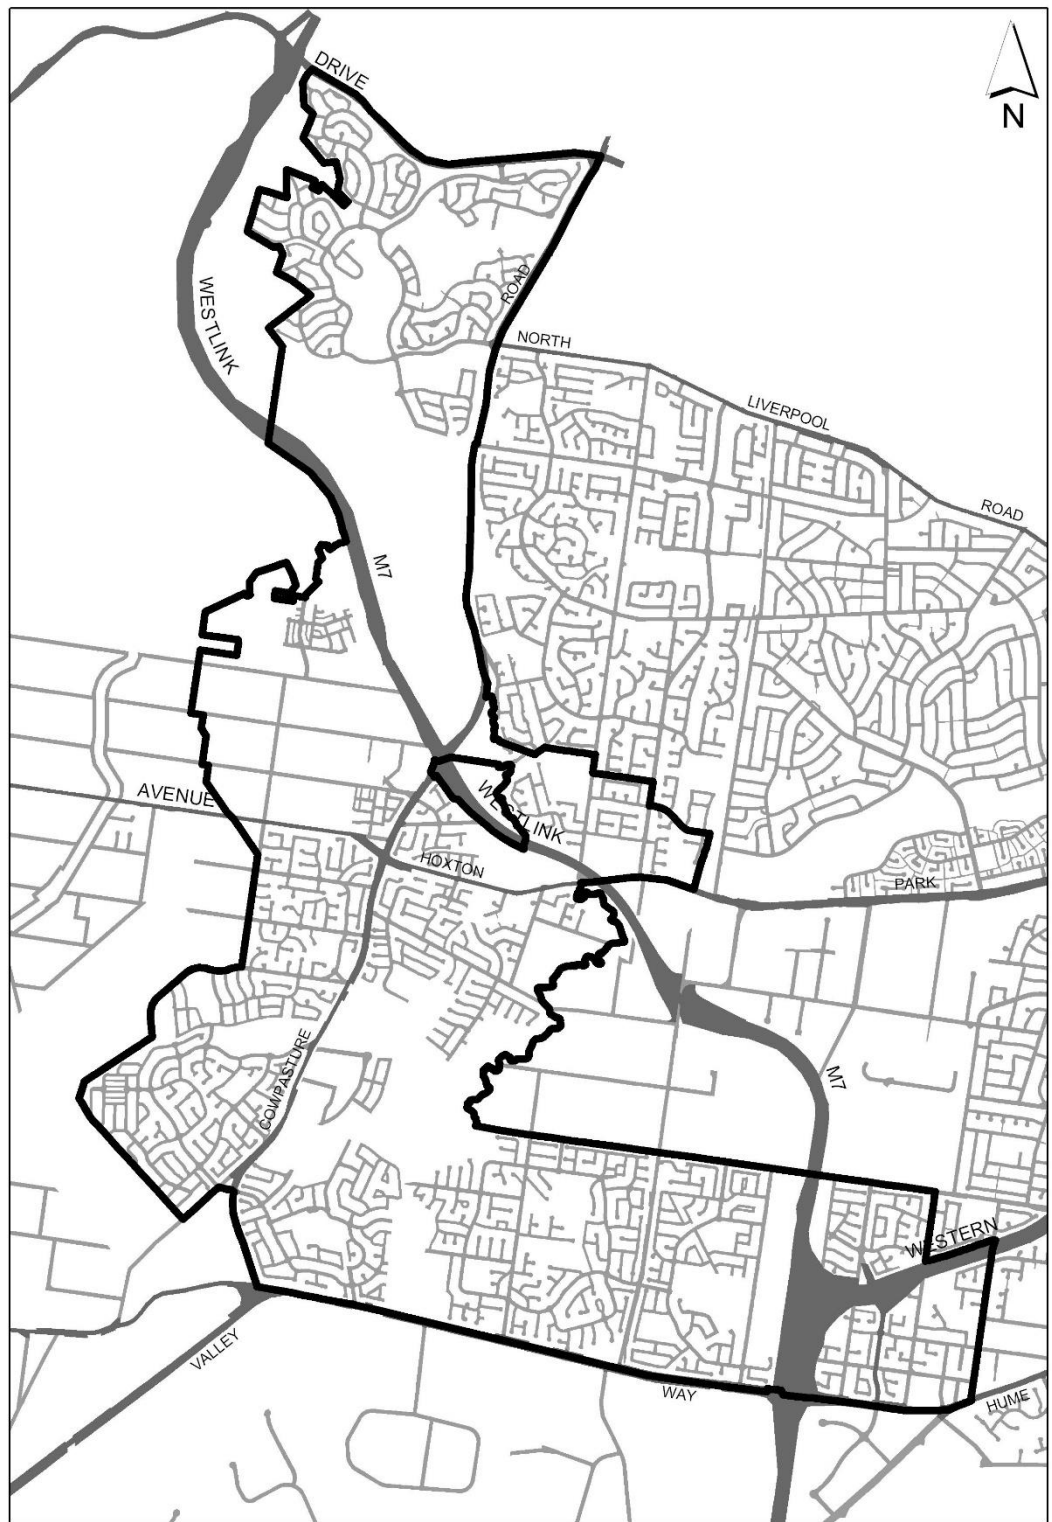 DRIVE
N
WESTLINK
ROAD
NORTH
LIVERPOOL
ROAD
M7
AVENUE
WESTLINK
HOXTON
PARK
COWPASTURE
M7
WESTERN
VALLEY
WAY
HUME